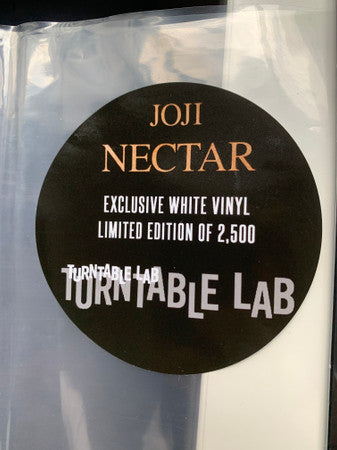 JOJI
NECTAR
EXCLUSIVE WHITE VINYL
LIMITED EDITION OF 2,500
TURNTABLE LAB
TURNTABLE LAB